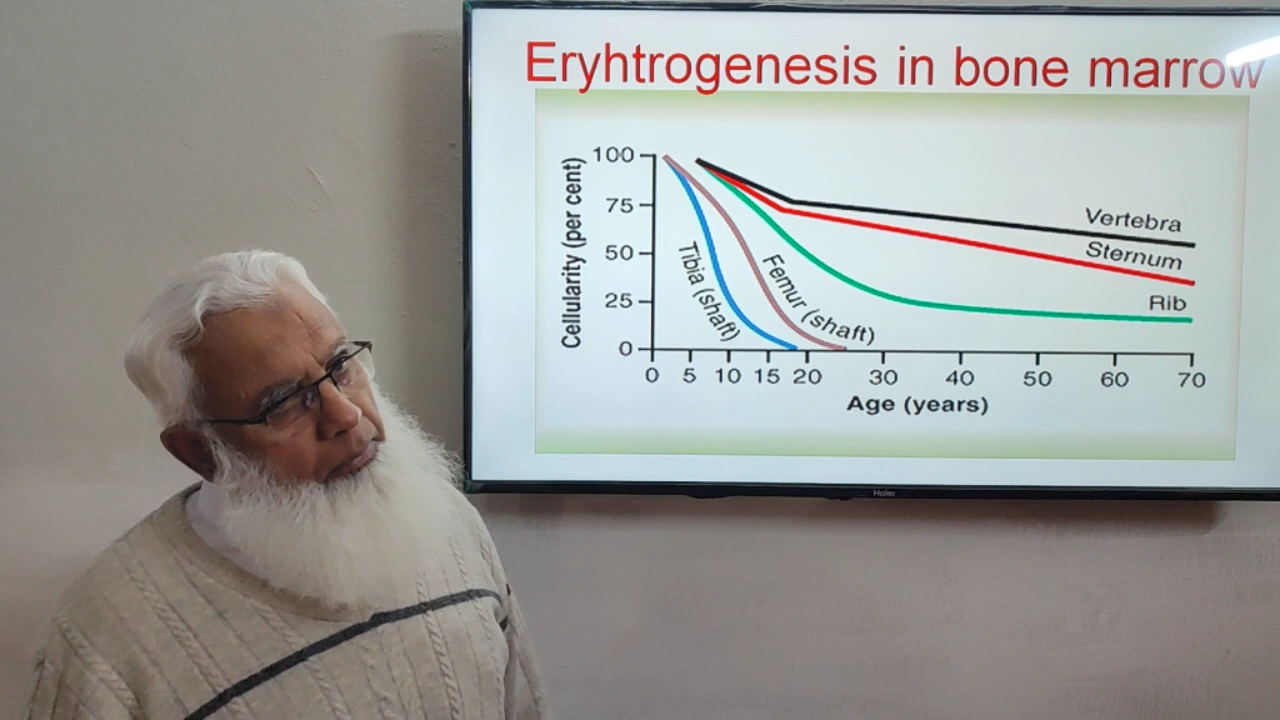 Eryhtrogenesis in bone marrow
Cellularity (per cent)
100
75
50
25
0
Tibia (shaft)
Femur (shaft)
Vertebra
Sternum
Rib
0 5 10 15 20 30 40 50 60 70
Age (years)
Haier